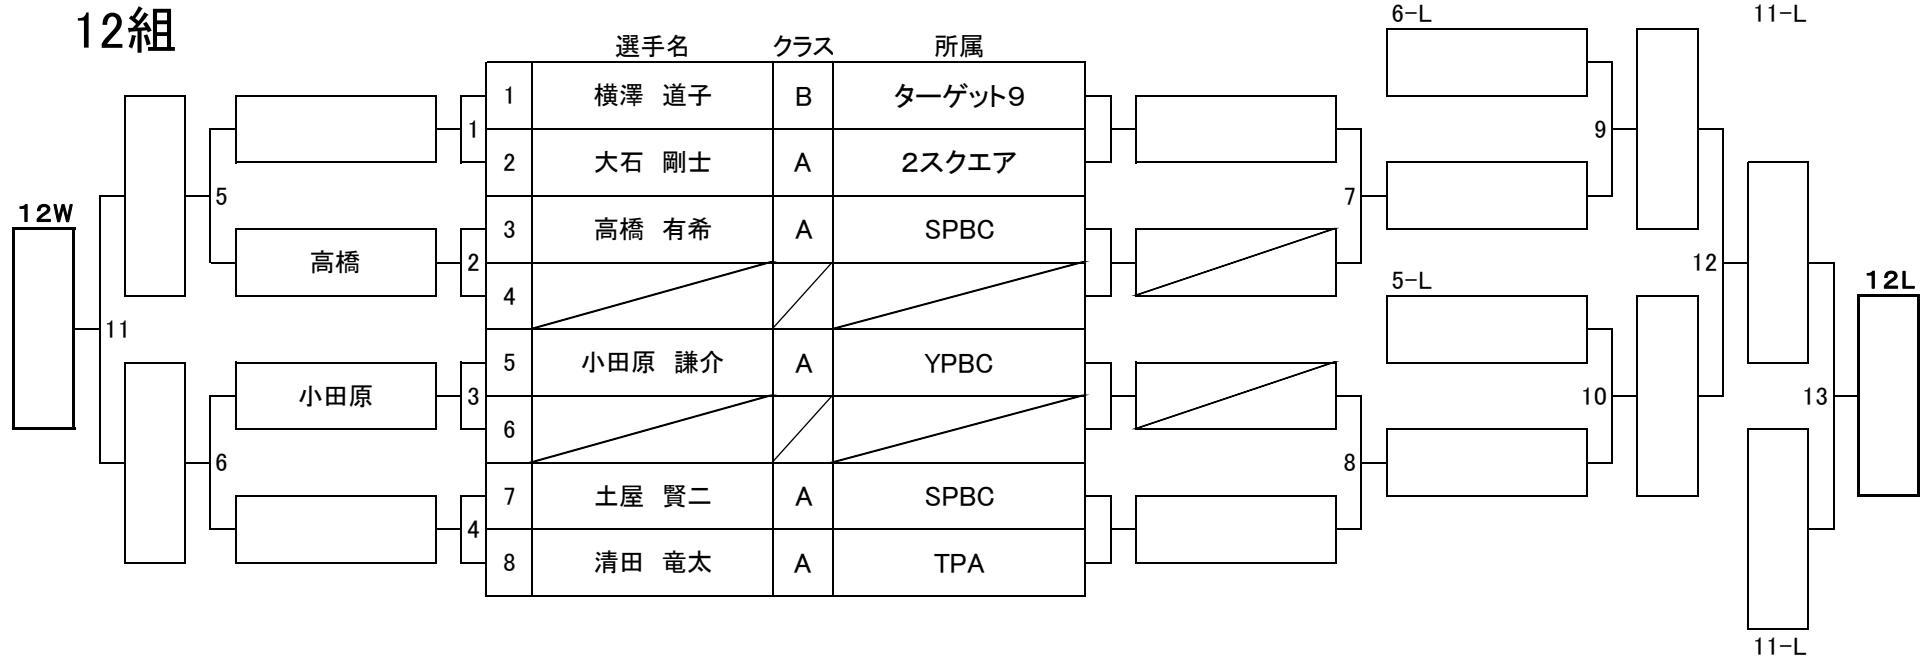 12組
6-L
11-L
選手名 クラス 所属
1 横澤 道子 B ターゲット9
1
9
2 大石 剛士 A 2スクエア
5
7
12W
3 高橋 有希 A SPBC
高橋
2
12
4
5-L
12L
11
5 小田原 謙介 A YPBC
小田原
3
10
13
6
6
8
7 土屋 賢二 A SPBC
4
8 清田 竜太 A TPA
11-L